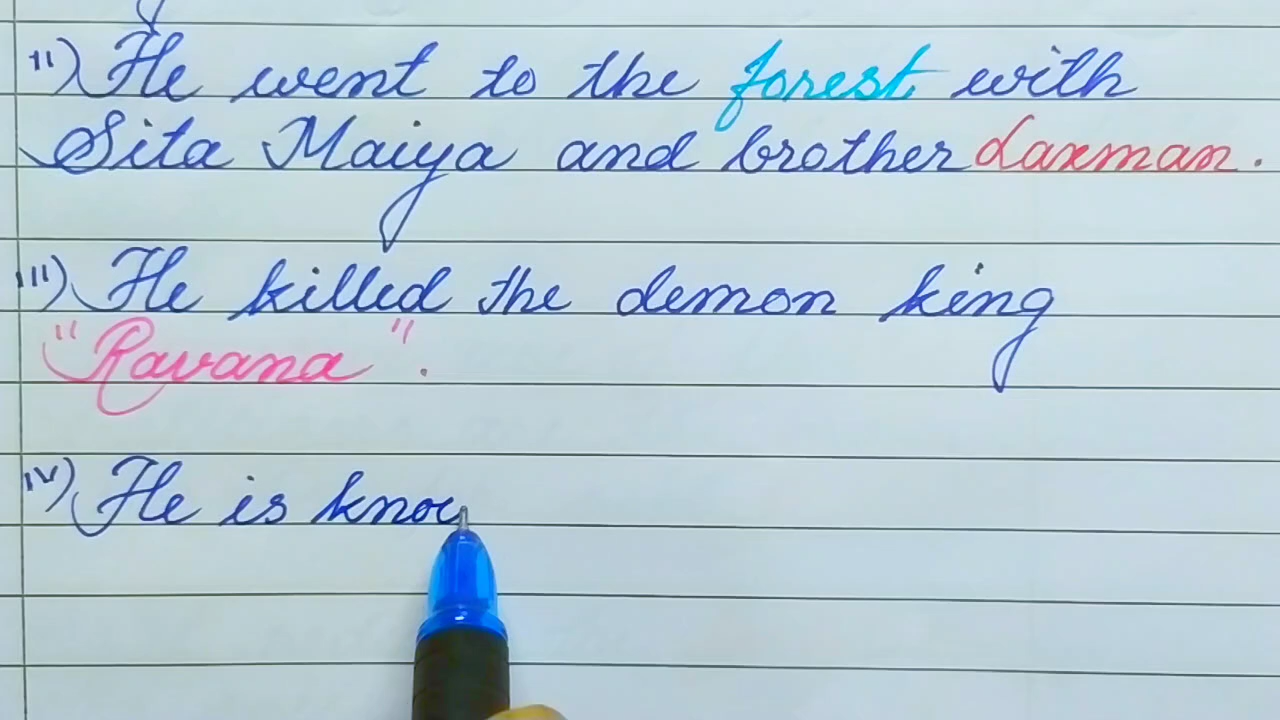 ii) He went to the forest with
Sita Maiya and brother Laxman.
iii) He killed the demon king
"Ravana".
iv) He is know